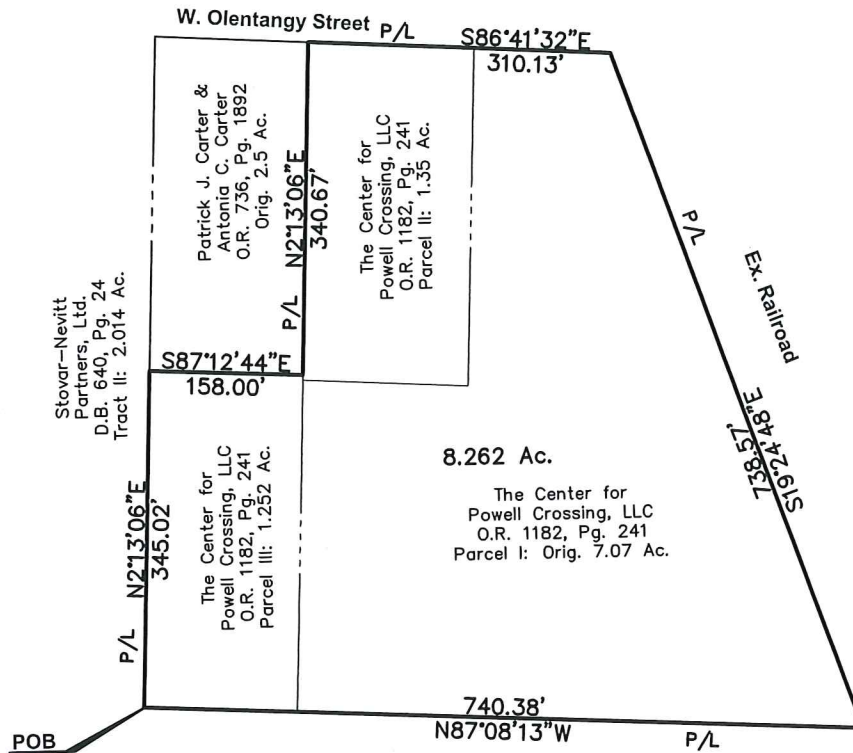 W. Olentangy Street
P/L
S86°41'32"E
310.13'
Patrick J. Carter &
Antonia C. Carter
O.R. 736, Pg. 1892
Orig. 2.5 Ac.
N2°13'06"E
340.67'
P/L
The Center for
Powell Crossing, LLC
O.R. 1182, Pg. 241
Parcel II: 1.35 Ac.
P/L
Ex. Railroad
S19°24'48"E
738.57'
Stovar-Nevitt
Partners, Ltd.
D.B. 640, Pg. 24
Tract II: 2.014 Ac.
S87°12'44"E
158.00'
N2°13'06"E
345.02'
P/L
The Center for
Powell Crossing, LLC
O.R. 1182, Pg. 241
Parcel III: 1.252 Ac.
8.262 Ac.
The Center for
Powell Crossing, LLC
O.R. 1182, Pg. 241
Parcel I: Orig. 7.07 Ac.
740.38'
N87°08'13"W
P/L
POB